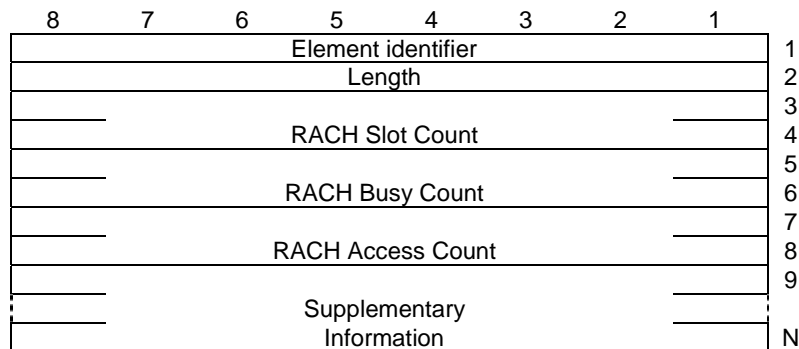 8 7 6 5 4 3 2 1
Element identifier 1
Length 2
3
RACH Slot Count 4
5
RACH Busy Count 6
7
RACH Access Count 8
9
Supplementary
Information N